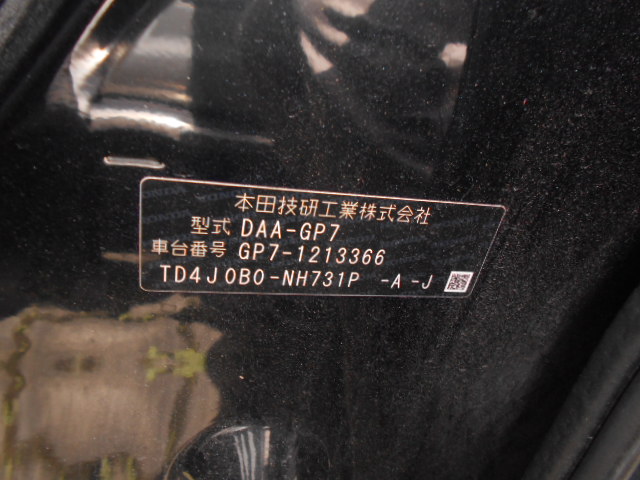 本田技研工業株式会社
型式 DAA-GP7
車台番号 GP7-1213366
TD4J0B0-NH731P -A -J